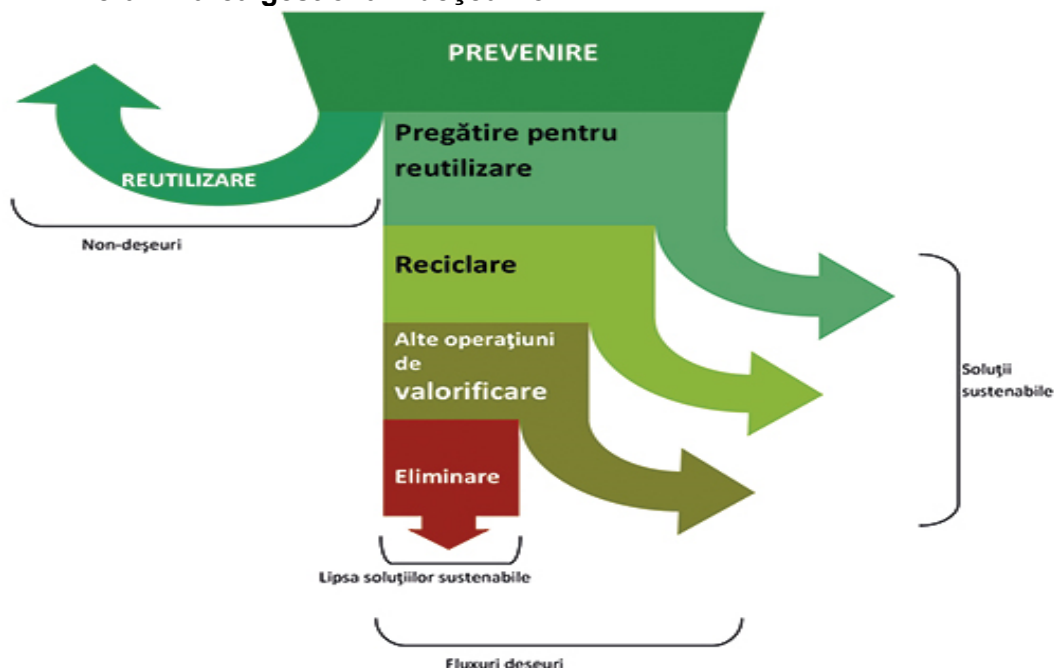 PREVENIRE
Pregătire pentru
reutilizare
REUTILIZARE
Non-deşeuri
Reciclare
Alte operaţiuni
de
valorificare
Soluţii
sustenabile
Eliminare
Lipsa soluţiilor sustenabile
Fluxuri deşeuri